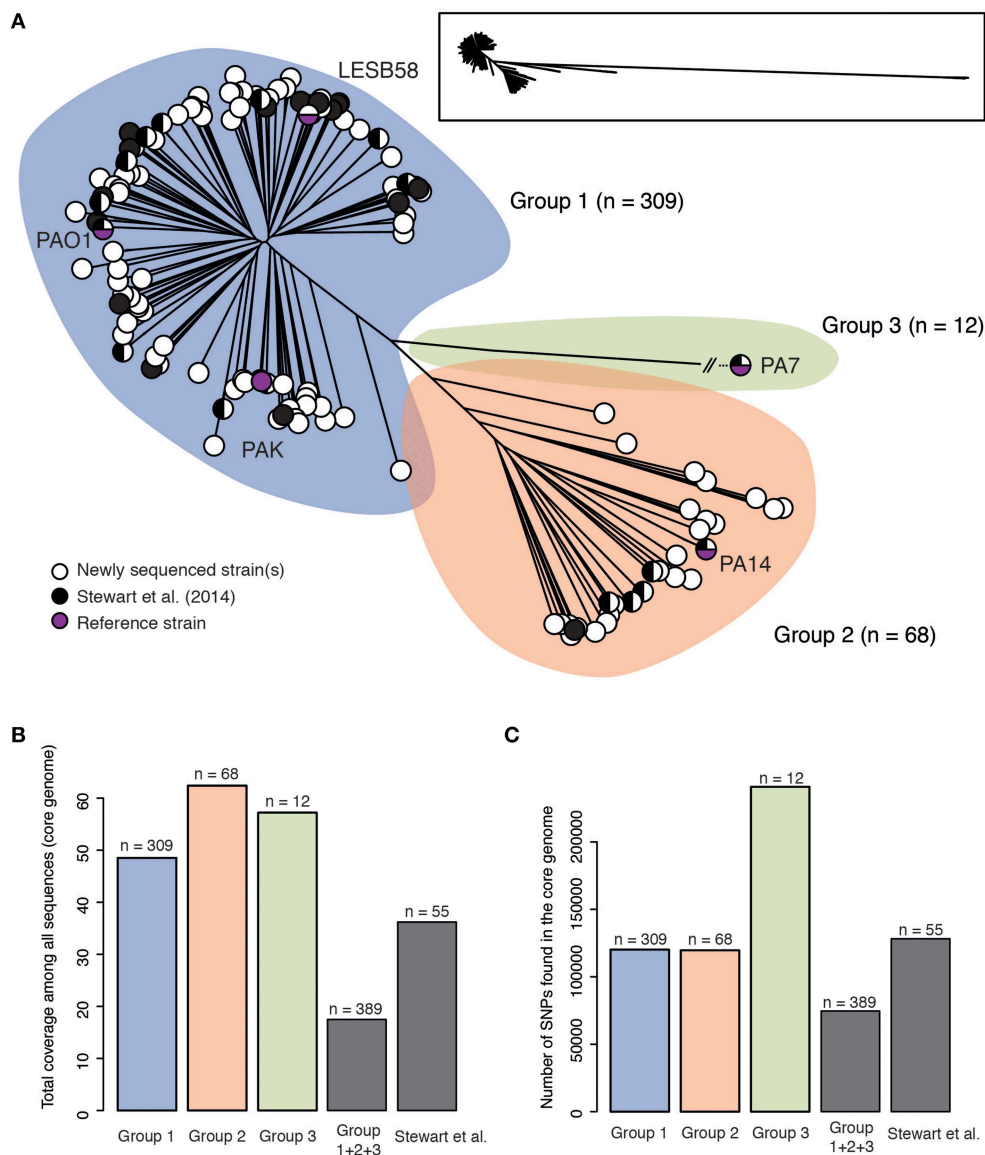 A
LESB58
Group 1 (n = 309)
PAO1
Group 3 (n = 12)
PA7
PAK
PA14
Newly sequenced strain(s)
Stewart et al. (2014)
Reference strain
Group 2 (n = 68)
B
Total coverage among all sequences (core genome)
0
10
20
30
40
50
60
n = 309
n = 68
n = 12
n = 389
n = 55
Group 1
Group 2
Group 3
Group
1+2+3
Stewart et al.
C
Number of SNPs found in the core genome
0
50000
100000
150000
200000
n = 309
n = 68
n = 12
n = 389
n = 55
Group 1
Group 2
Group 3
Group
1+2+3
Stewart et al.